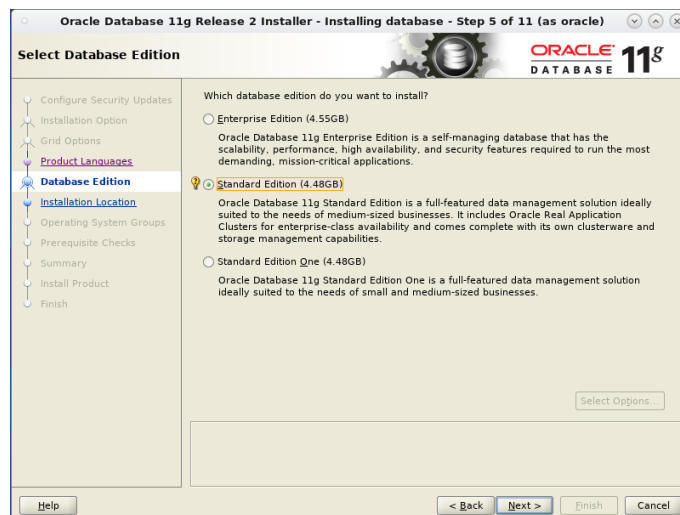 Oracle Database 11g Release 2 Installer - Installing database - Step 5 of 11 (as oracle)
Select Database Edition
ORACLE
DATABASE
11g
Configure Security Updates
Installation Option
Grid Options
Product Languages
Database Edition
Installation Location
Operating System Groups
Prerequisite Checks
Summary
Install Product
Finish
Which database edition do you want to install?
Enterprise Edition (4.55GB)
Oracle Database 11g Enterprise Edition is a self-managing database that has the
scalability, performance, high availability, and security features required to run the most
demanding, mission-critical applications.
Standard Edition (4.48GB)
Oracle Database 11g Standard Edition is a full-featured data management solution ideally
suited to the needs of medium-sized businesses. It includes Oracle Real Application
Clusters for enterprise-class availability and comes complete with its own clusterware and
storage management capabilities.
Standard Edition One (4.48GB)
Oracle Database 11g Standard Edition One is a full-featured data management solution
ideally suited to the needs of small and medium-sized businesses.
Select Options...
Help
< Back
Next >
Finish
Cancel